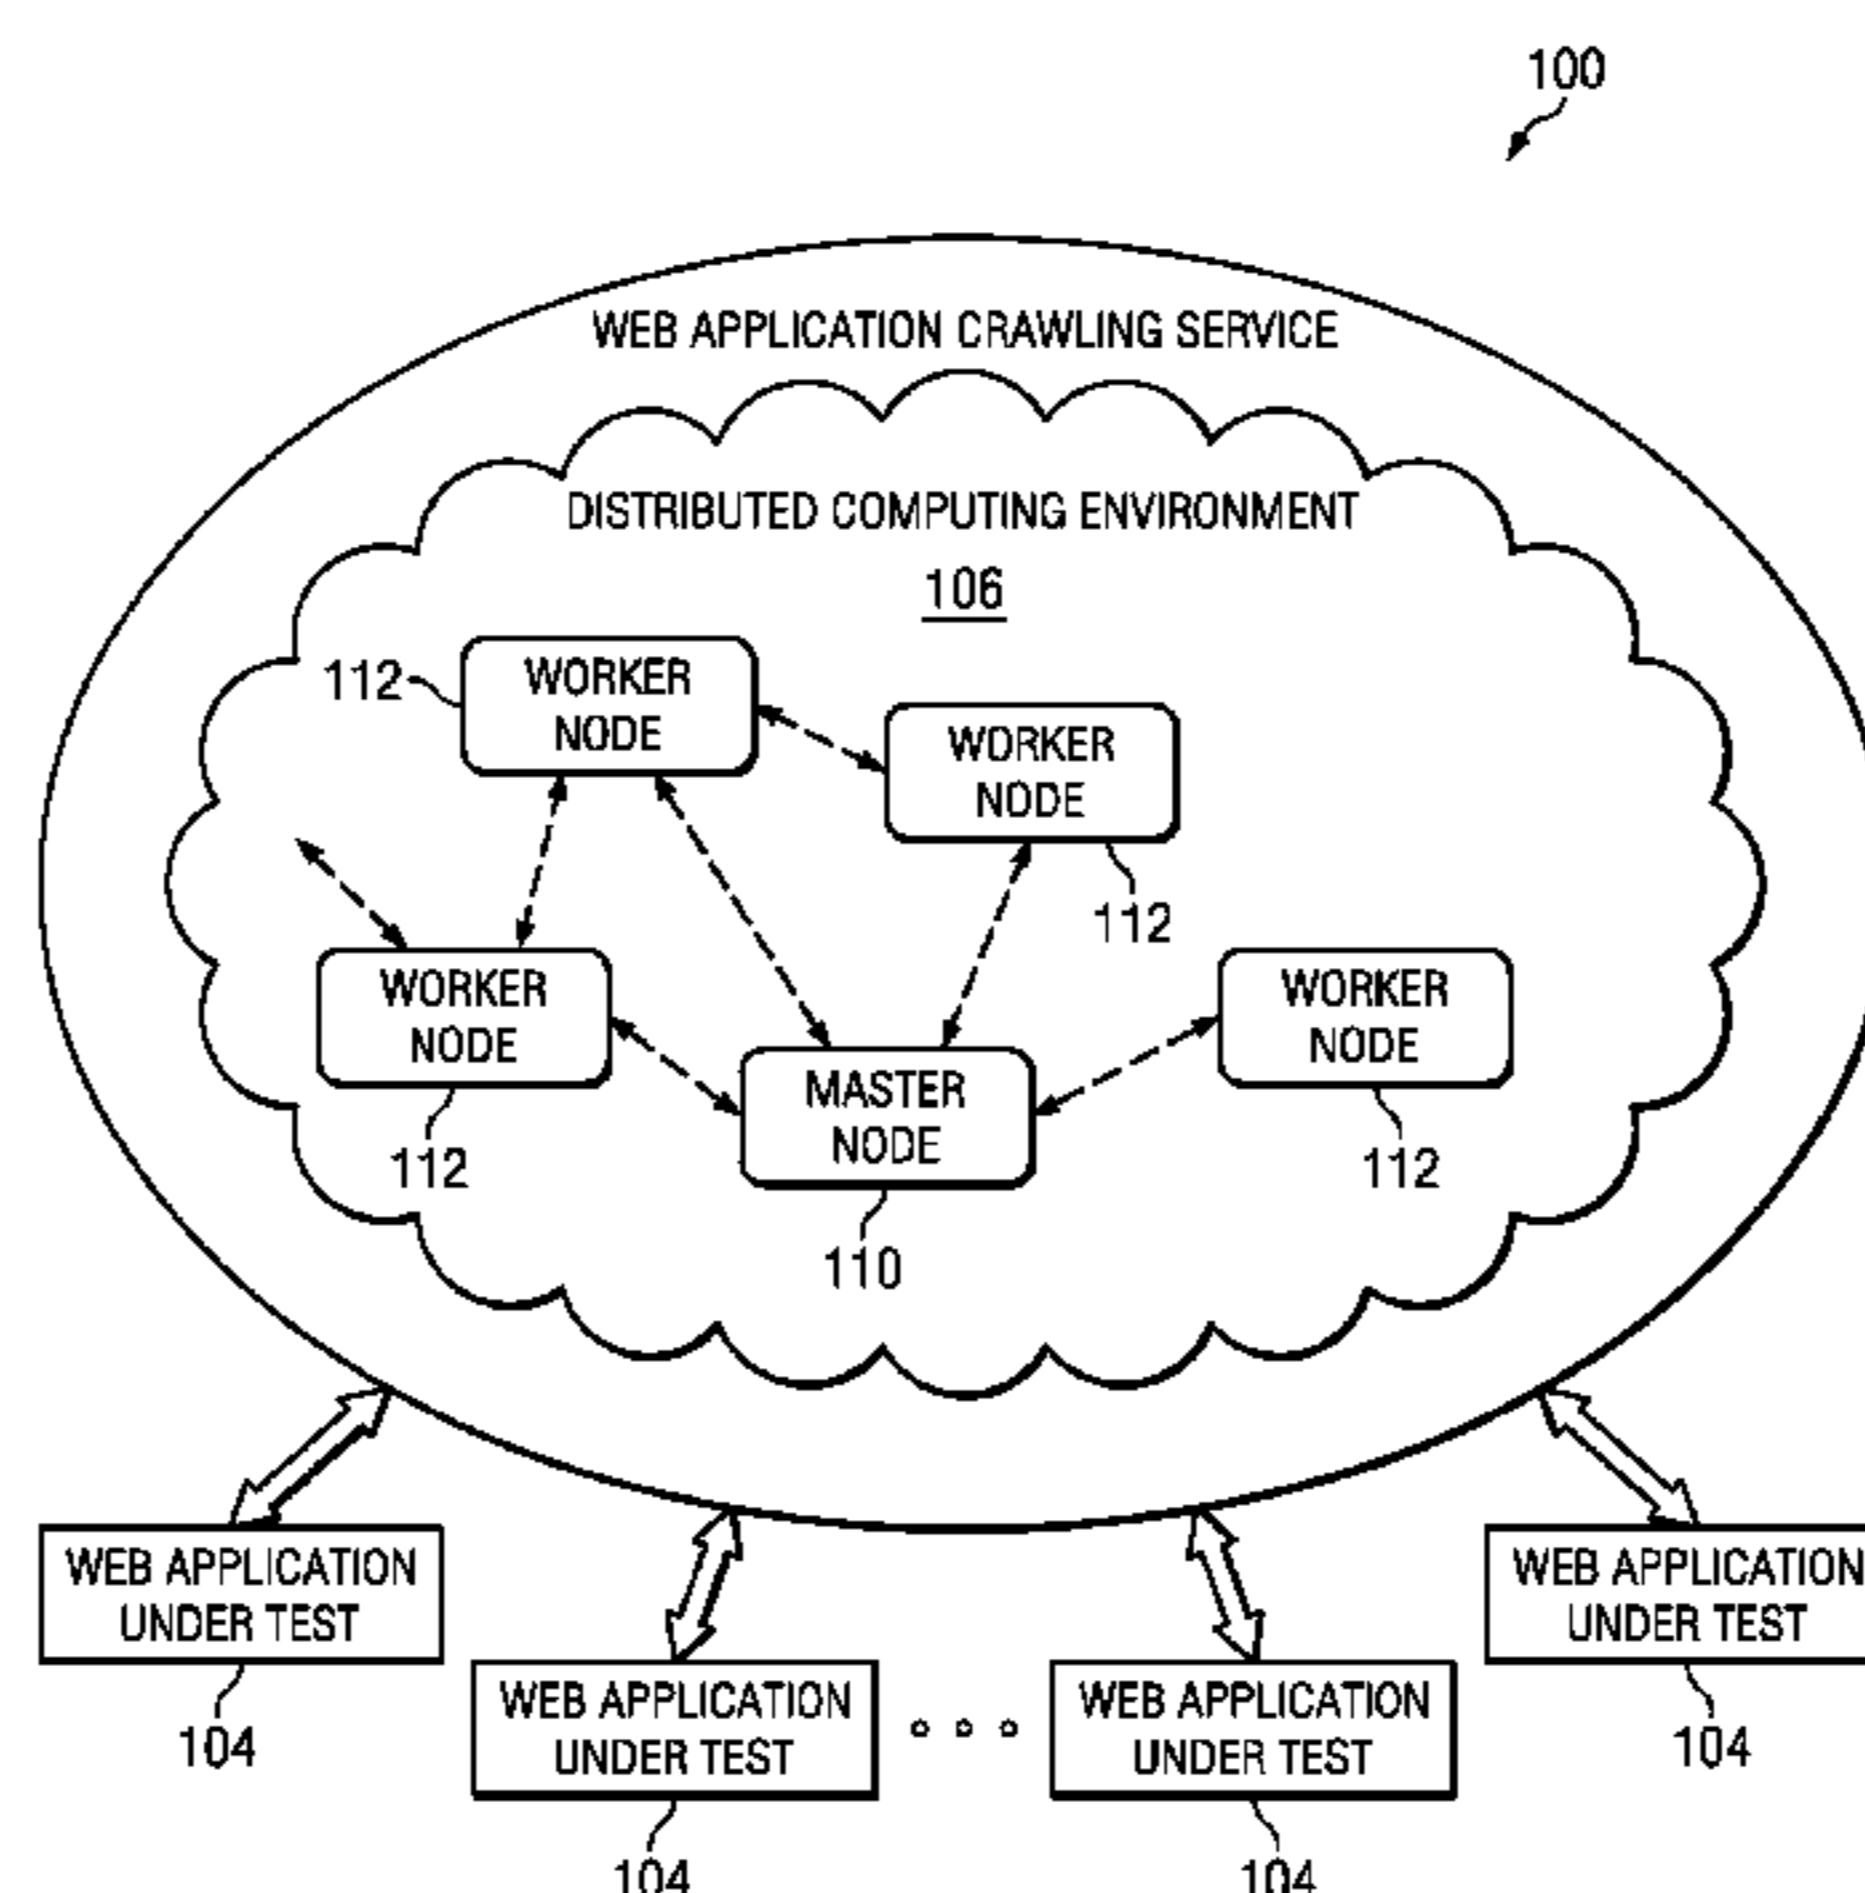 100
WEB APPLICATION CRAWLING SERVICE
DISTRIBUTED COMPUTING ENVIRONMENT
106
112
WORKER
NODE
WORKER
NODE
112
WORKER
NODE
112
MASTER
NODE
110
WORKER
NODE
112
WEB APPLICATION
UNDER TEST
104
WEB APPLICATION
UNDER TEST
104
WEB APPLICATION
UNDER TEST
104
WEB APPLICATION
UNDER TEST
104